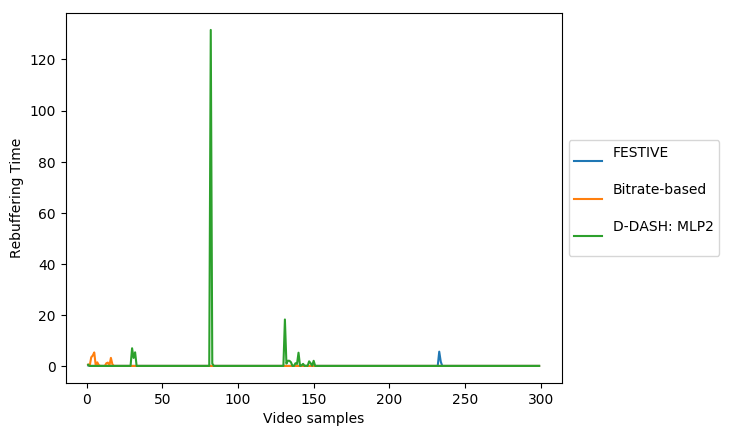 120
100
80
60
40
20
0
Rebuffering Time
0 50 100 150 200 250 300
Video samples
FESTIVE
Bitrate-based
D-DASH: MLP2